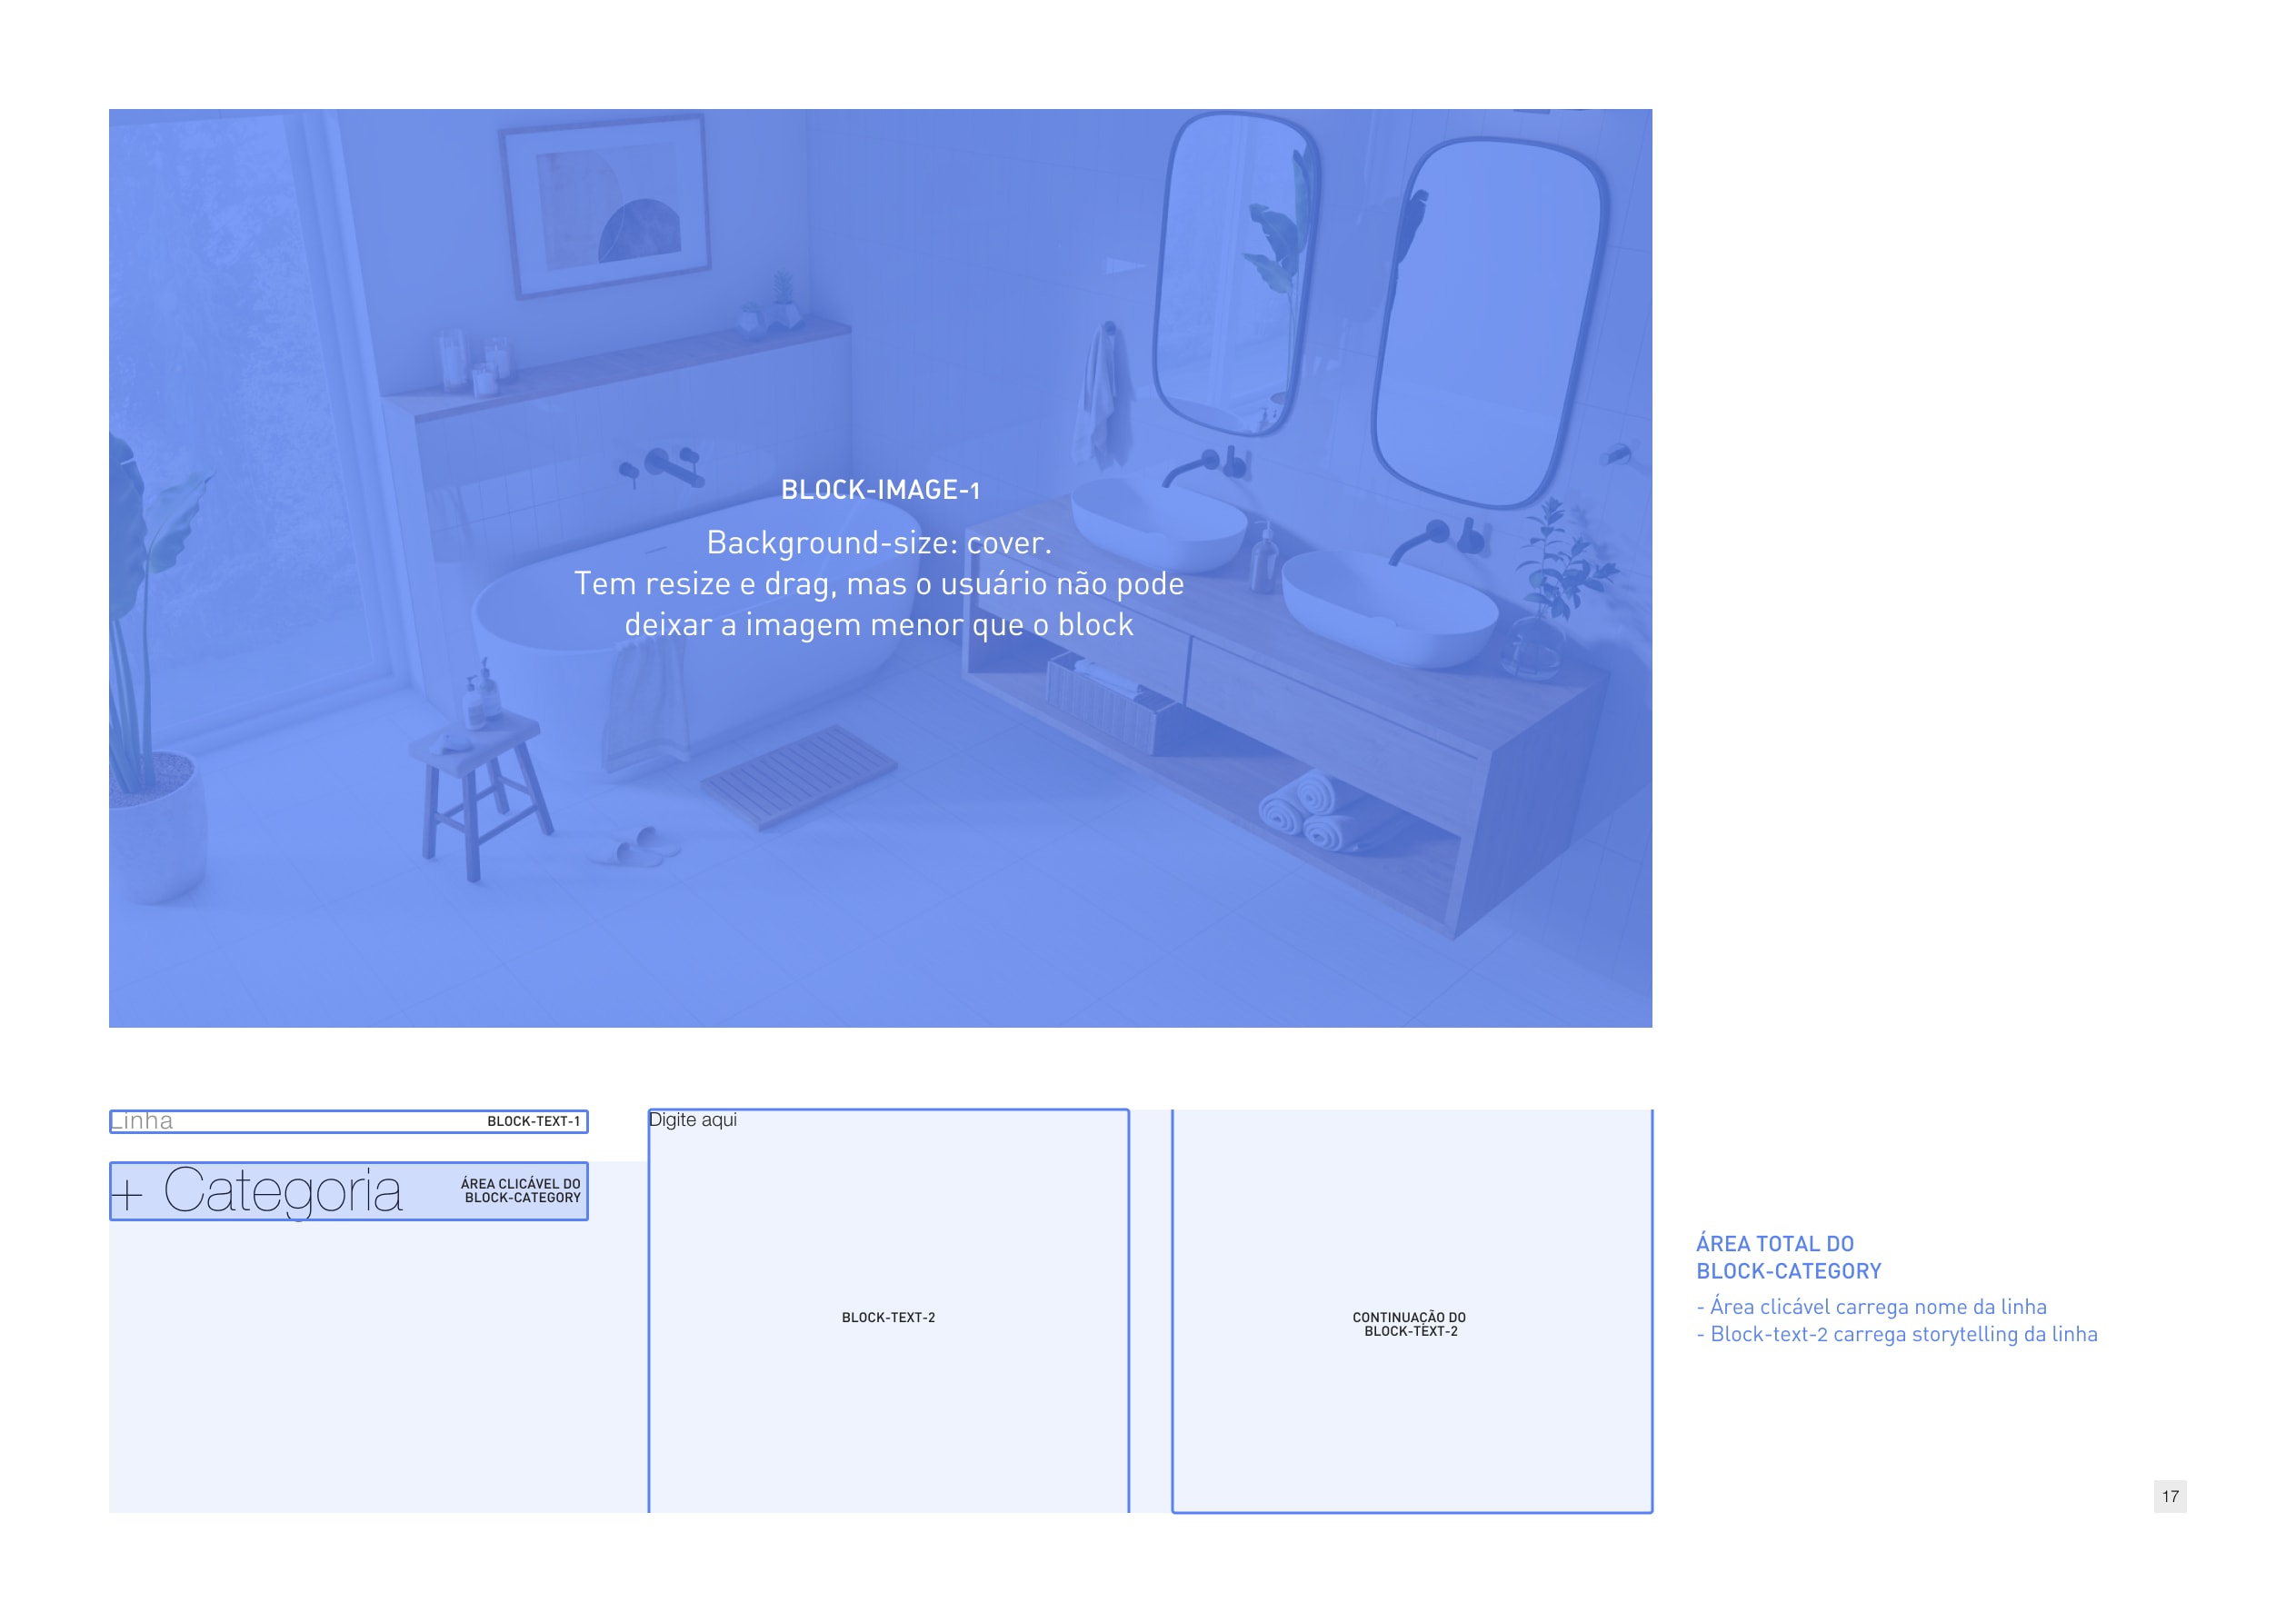 BLOCK-IMAGE-1
Background-size: cover.
Tem resize e drag, mas o usuário não pode
deixar a imagem menor que o block
Linha
BLOCK-TEXT-1
+ Categoria
ÁREA CLICÁVEL DO
BLOCK-CATEGORY
Digite aqui
BLOCK-TEXT-2
CONTINUAÇÃO DO
BLOCK-TEXT-2
ÁREA TOTAL DO
BLOCK-CATEGORY
- Área clicável carrega nome da linha
- Block-text-2 carrega storytelling da linha
17